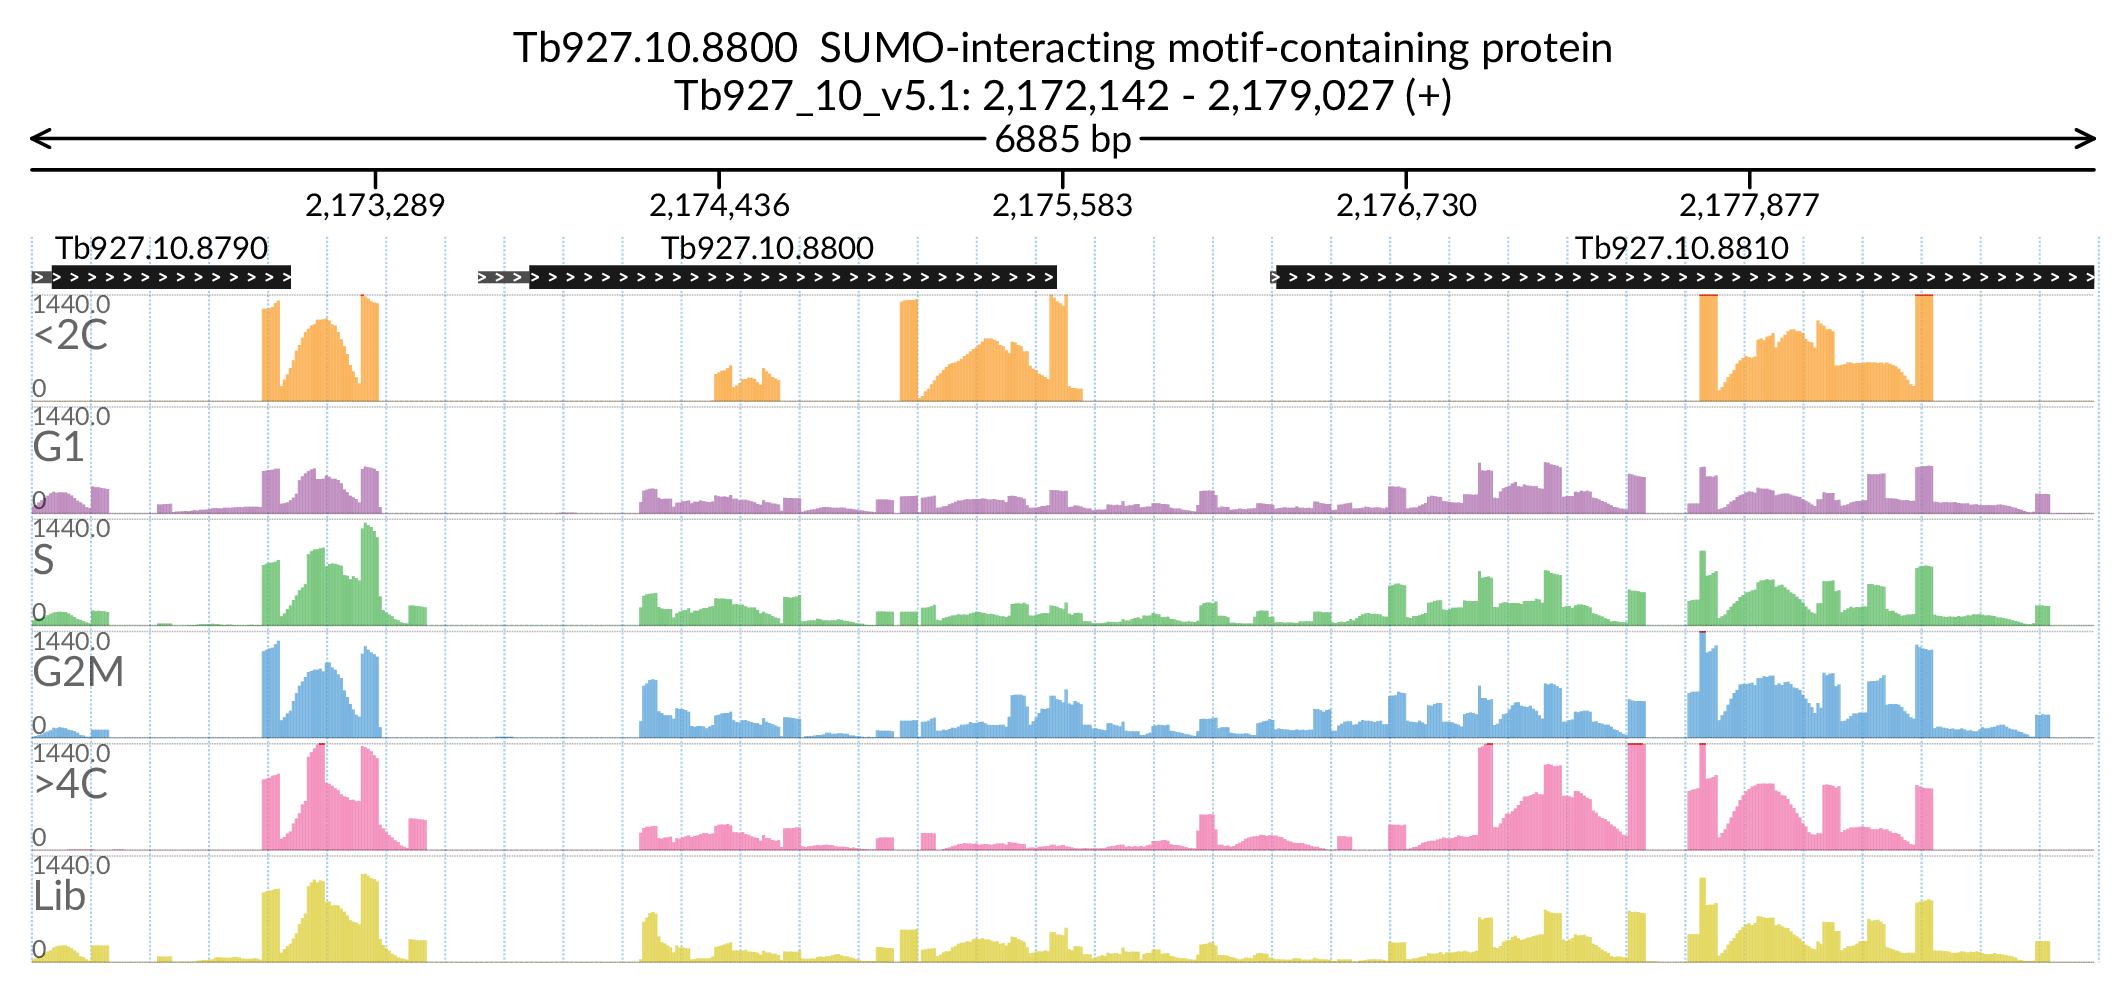 Tb927.10.8800  SUMO-interacting motif-containing protein
Tb927_10_v5.1: 2,172,142 - 2,179,027 (+)
6885 bp
2,173,289 2,174,436 2,175,583 2,176,730 2,177,877
Tb927.10.8790 Tb927.10.8800 Tb927.10.8810
1440.0
<2C
0
1440.0
G1
0
1440.0
S
0
1440.0
G2M
0
1440.0
>4C
0
1440.0
Lib
0